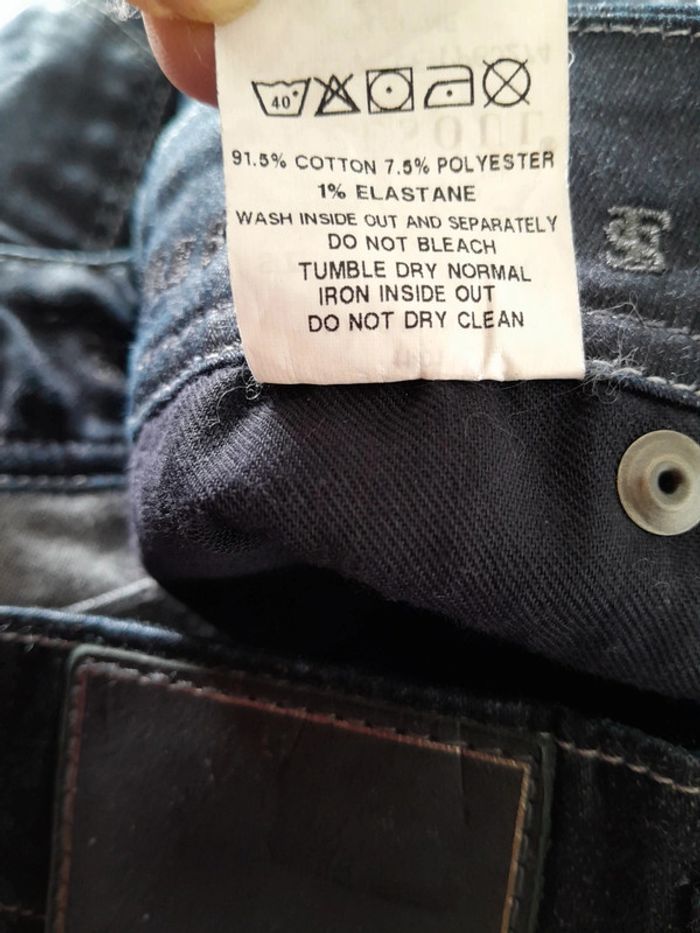 40°
91.5% COTTON 7.5% POLYESTER
1% ELASTANE
WASH INSIDE OUT AND SEPARATELY
DO NOT BLEACH
TUMBLE DRY NORMAL
IRON INSIDE OUT
DO NOT DRY CLEAN